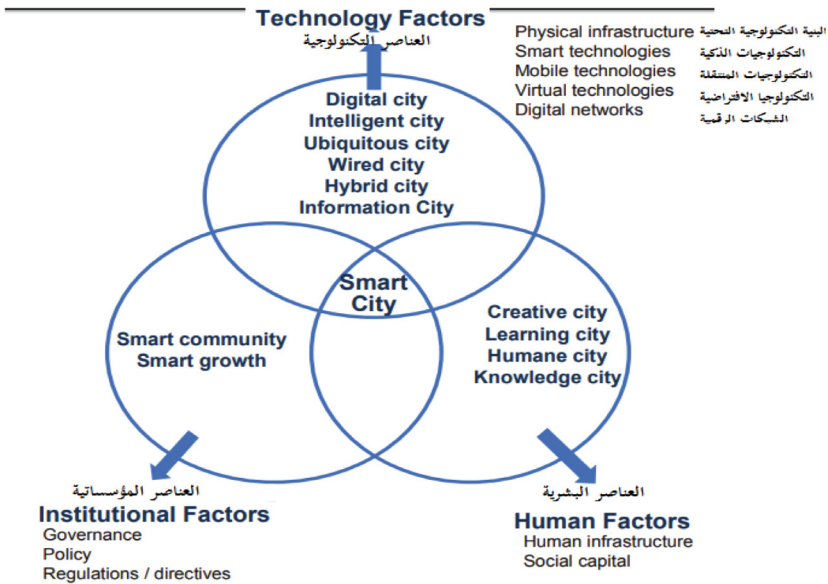 Technology Factors
العناصر التكنولوجية
Physical infrastructure البنية التكنولوجية التحتية
Smart technologies التكنولوجيات الذكية
Mobile technologies التكنولوجيات المتنقلة
Virtual technologies التكنولوجيا الافتراضية
Digital networks الشبكات الرقمية
Digital city
Intelligent city
Ubiquitous city
Wired city
Hybrid city
Information City
Smart
City
Smart community
Smart growth
Creative city
Learning city
Humane city
Knowledge city
العناصر المؤسساتية
Institutional Factors
Governance
Policy
Regulations / directives
العناصر البشرية
Human Factors
Human infrastructure
Social capital